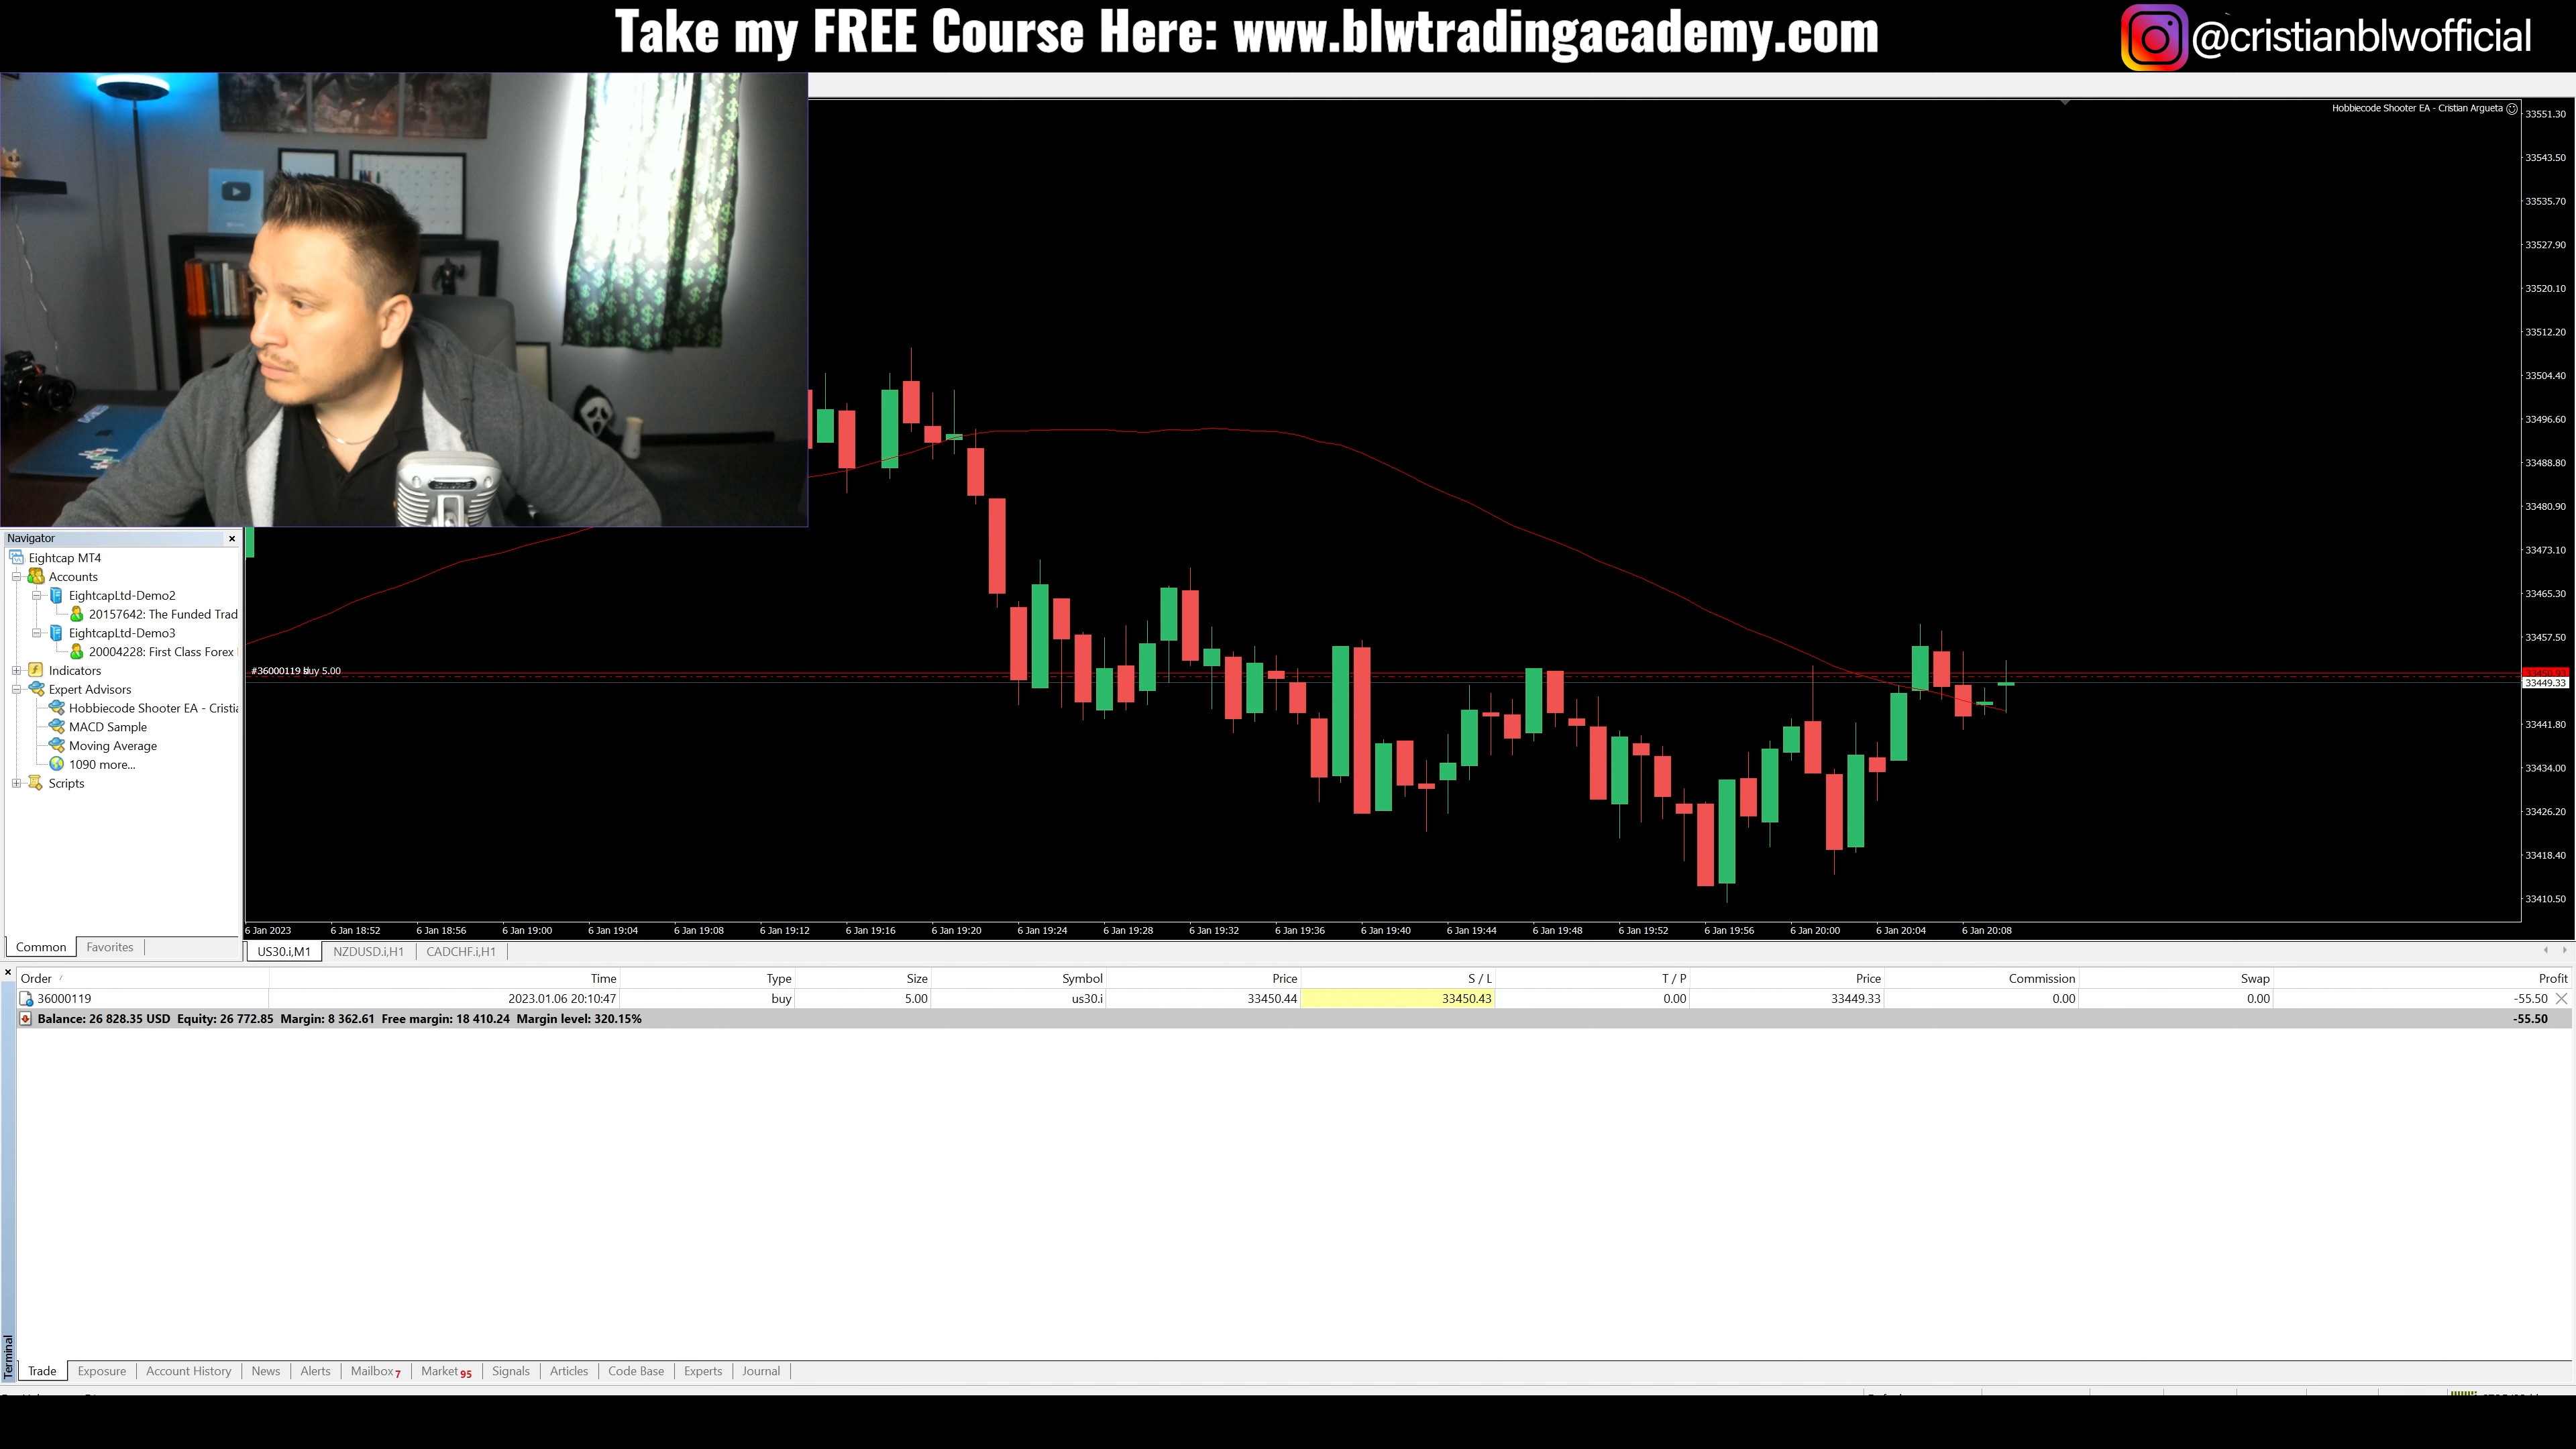 Take my FREE Course Here: www.blwtradingacademy.com
@cristianblwofficial
Hobbiecode Shooter EA - Cristian Argueta
33551.30
33543.50
33535.70
33527.90
33520.10
33512.20
33504.40
33496.60
33488.80
33480.90
33473.10
33465.30
33457.50
33449.33
33441.80
33434.00
33426.20
33418.40
33410.50
Navigator
Eightcap MT4
Accounts
EightcapLtd-Demo2
20157642: The Funded Trad
EightcapLtd-Demo3
20004228: First Class Forex
Indicators
Expert Advisors
Hobbiecode Shooter EA - Cristia
MACD Sample
Moving Average
1090 more...
Scripts
Common Favorites
#36000119 buy 5.00
6 Jan 2023 6 Jan 18:52 6 Jan 18:56 6 Jan 19:00 6 Jan 19:04 6 Jan 19:08 6 Jan 19:12 6 Jan 19:16 6 Jan 19:20 6 Jan 19:24 6 Jan 19:28 6 Jan 19:32 6 Jan 19:36 6 Jan 19:40 6 Jan 19:44 6 Jan 19:48 6 Jan 19:52 6 Jan 19:56 6 Jan 20:00 6 Jan 20:04 6 Jan 20:08
US30.i,M1 NZDUSD.i,H1 CADCHF.i,H1
Order Time Type Size Symbol Price S / L T / P Price Commission Swap Profit
36000119 2023.01.06 20:10:47 buy 5.00 us30.i 33450.44 33450.43 0.00 33449.33 0.00 0.00 -55.50
Balance: 26 828.35 USD Equity: 26 772.85 Margin: 8 362.61 Free margin: 18 410.24 Margin level: 320.15% -55.50
Terminal
Trade Exposure Account History News Alerts Mailbox 7 Market 95 Signals Articles Code Base Experts Journal